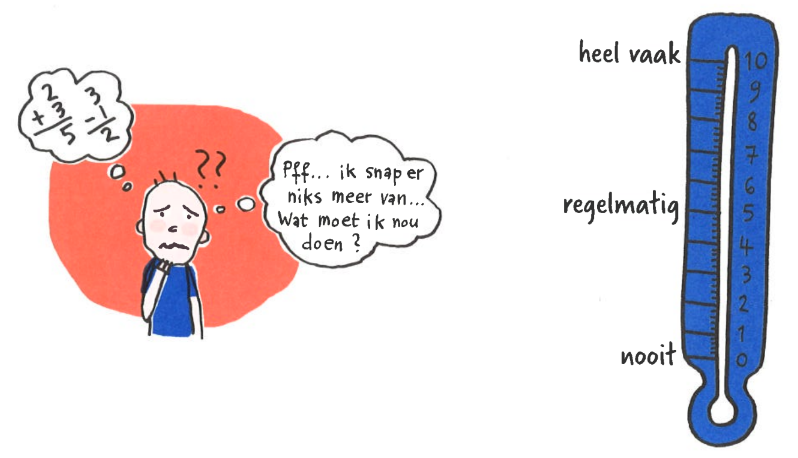 2 3
+ 3 - 1
5 2
??
Pff... ik snap er
niks meer van...
Wat moet ik nou
doen ?
heel vaak
regelmatig
nooit
10
9
8
7
6
5
4
3
2
1
0